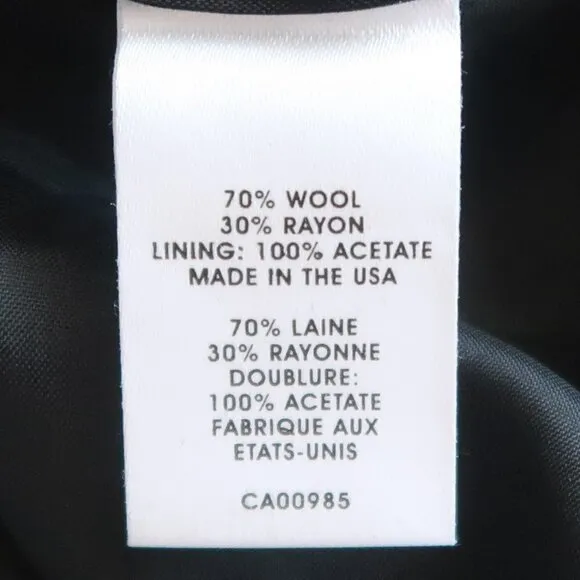 70% WOOL
30% RAYON
LINING: 100% ACETATE
MADE IN THE USA
70% LAINE
30% RAYONNE
DOUBLURE:
100% ACETATE
FABRIQUE AUX
ETATS-UNIS
CA00985